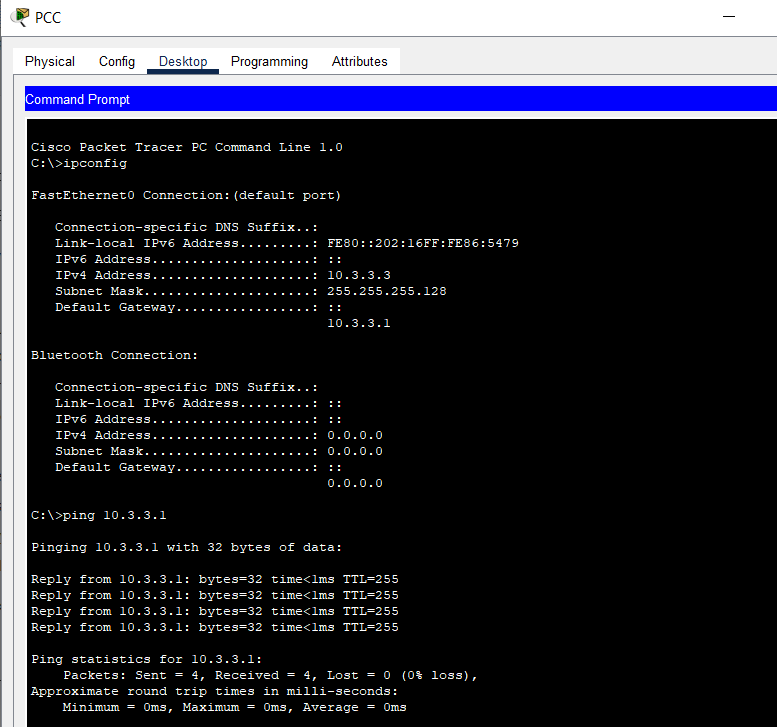 PCC
Physical Config Desktop Programming Attributes
Command Prompt
Cisco Packet Tracer PC Command Line 1.0
C:\>ipconfig
FastEthernet0 Connection:(default port)
Connection-specific DNS Suffix..:
Link-local IPv6 Address.........: FE80::202:16FF:FE86:5479
IPv6 Address....................: ::
IPv4 Address....................: 10.3.3.3
Subnet Mask.....................: 255.255.255.128
Default Gateway.................: ::
10.3.3.1
Bluetooth Connection:
Connection-specific DNS Suffix..:
Link-local IPv6 Address.........: ::
IPv6 Address....................: ::
IPv4 Address....................: 0.0.0.0
Subnet Mask.....................: 0.0.0.0
Default Gateway.................: ::
0.0.0.0
C:\>ping 10.3.3.1
Pinging 10.3.3.1 with 32 bytes of data:
Reply from 10.3.3.1: bytes=32 time<1ms TTL=255
Reply from 10.3.3.1: bytes=32 time<1ms TTL=255
Reply from 10.3.3.1: bytes=32 time<1ms TTL=255
Reply from 10.3.3.1: bytes=32 time<1ms TTL=255
Ping statistics for 10.3.3.1:
Packets: Sent = 4, Received = 4, Lost = 0 (0% loss),
Approximate round trip times in milli-seconds:
Minimum = 0ms, Maximum = 0ms, Average = 0ms